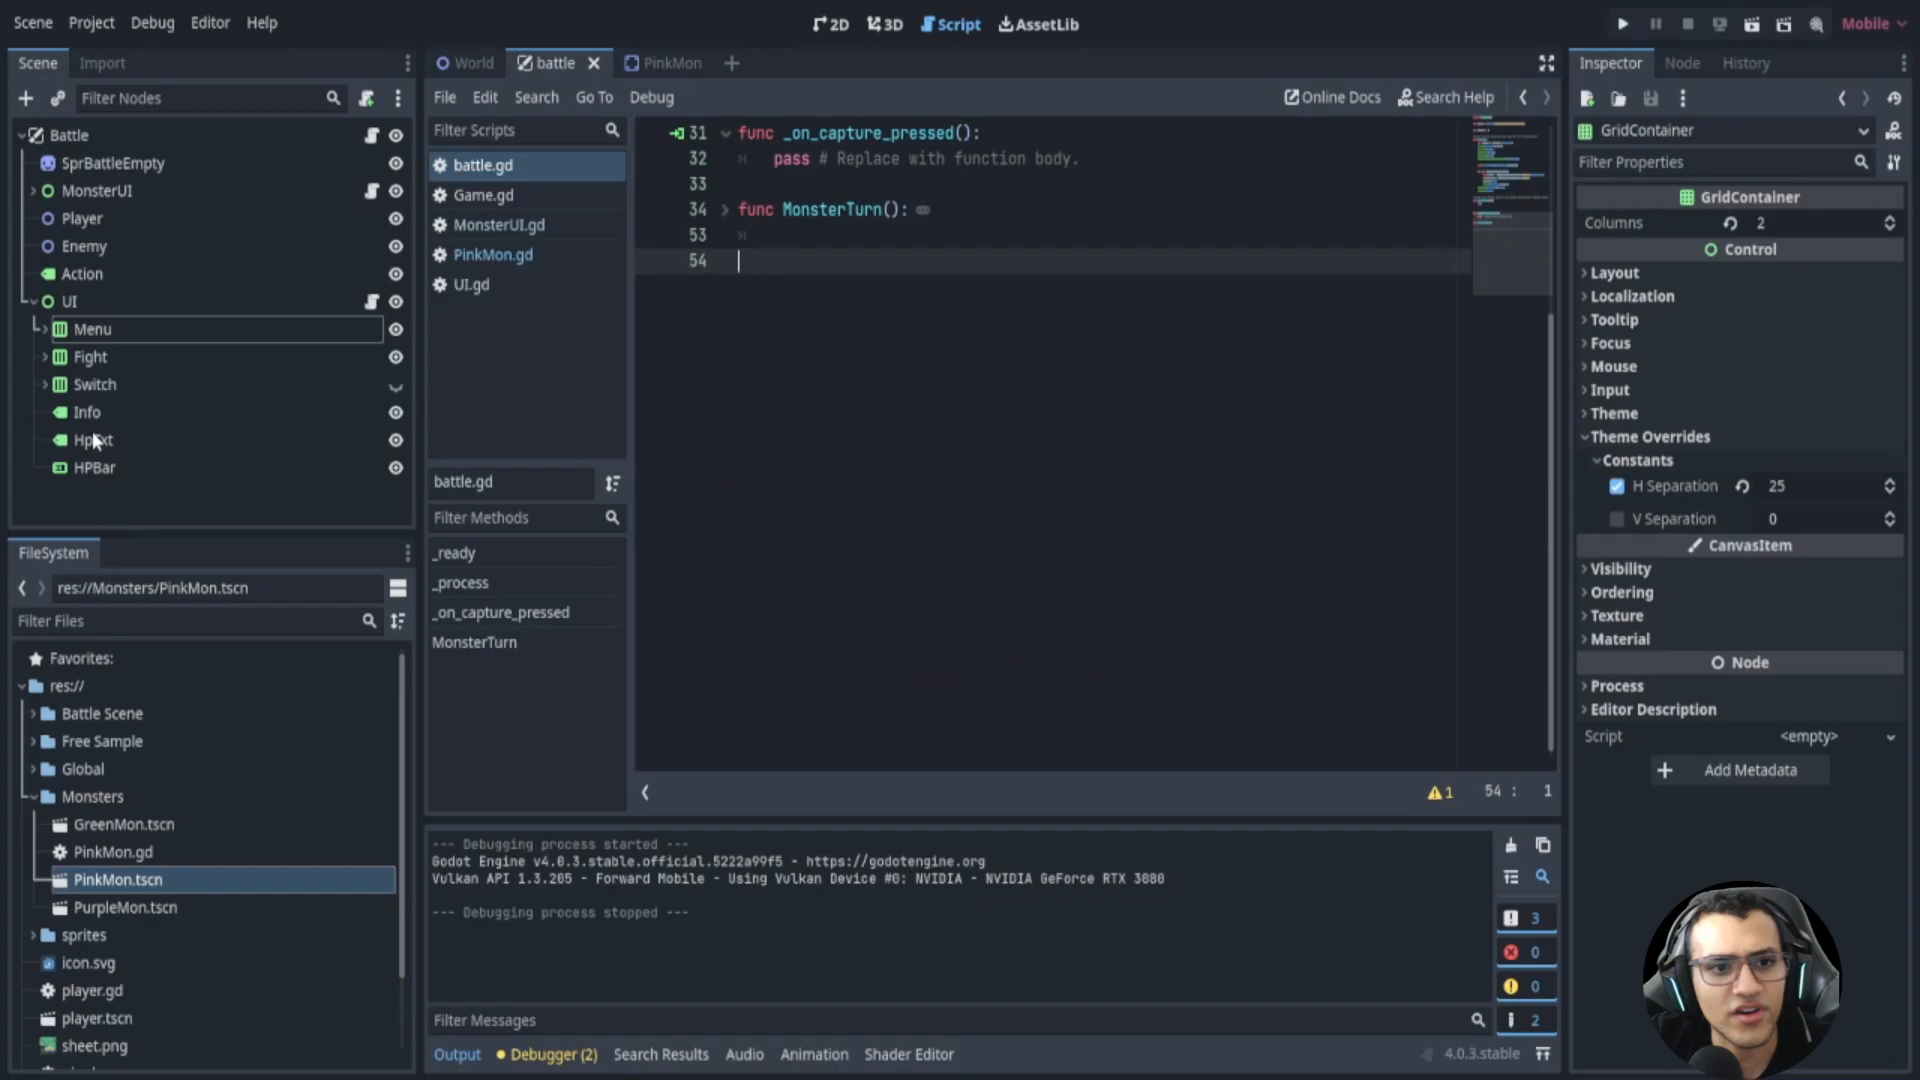 Scene Project Debug Editor Help
2D 3D Script AssetLib
Mobile
Scene Import
World battle PinkMon
Inspector Node History
Filter Nodes
File Edit Search Go To Debug
Online Docs Search Help
Battle
SprBattleEmpty
MonsterUI
Player
Enemy
Action
UI
Menu
Fight
Switch
Info
HPBar
Filter Scripts
battle.gd
Game.gd
MonsterUI.gd
PinkMon.gd
UI.gd
battle.gd
Filter Methods
_ready
_process
_on_capture_pressed
MonsterTurn
31 func _on_capture_pressed():
32 pass # Replace with function body.
33
34 func MonsterTurn():
53
54
1 54 : 1
FileSystem
res://Monsters/PinkMon.tscn
Filter Files
Favorites:
res://
Battle Scene
Free Sample
Global
Monsters
GreenMon.tscn
PinkMon.gd
PinkMon.tscn
PurpleMon.tscn
sprites
icon.svg
player.gd
player.tscn
sheet.png
--- Debugging process started ---
Godot Engine v4.0.3.stable.official.5222a99f5 - https://godotengine.org
Vulkan API 1.3.205 - Forward Mobile - Using Vulkan Device #0: NVIDIA - NVIDIA GeForce RTX 3080
--- Debugging process stopped ---
3
0
0
2
Filter Messages
Output Debugger (2) Search Results Audio Animation Shader Editor
4.0.3.stable
GridContainer
Filter Properties
GridContainer
Columns 2
Control
Layout
Localization
Tooltip
Focus
Mouse
Input
Theme
Theme Overrides
Constants
H Separation 25
V Separation 0
CanvasItem
Visibility
Ordering
Texture
Material
Node
Process
Editor Description
Script <empty>
Add Metadata